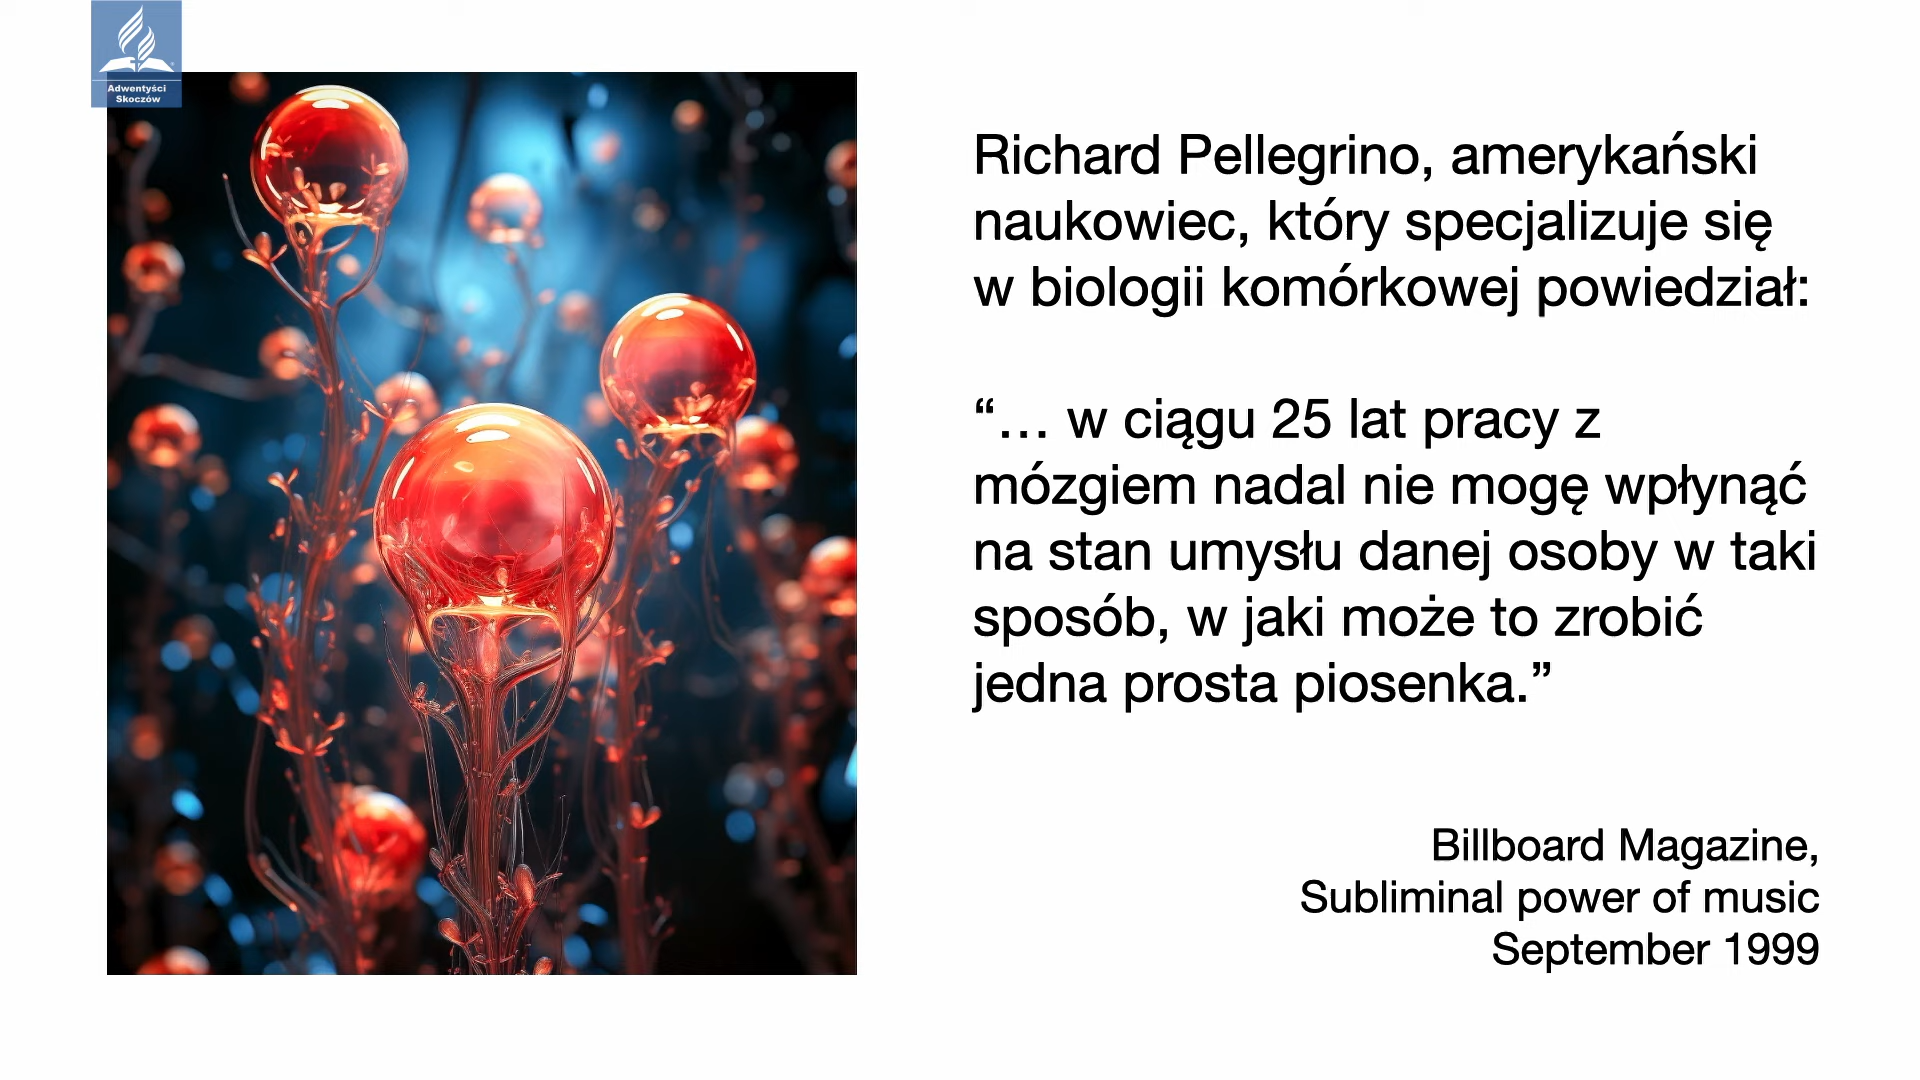 Adwentyści
Skoczów
Richard Pellegrino, amerykański
naukowiec, który specjalizuje się
w biologii komórkowej powiedział:
“… w ciągu 25 lat pracy z
mózgiem nadal nie mogę wpłynąć
na stan umysłu danej osoby w taki
sposób, w jaki może to zrobić
jedna prosta piosenka.”
Billboard Magazine,
Subliminal power of music
September 1999